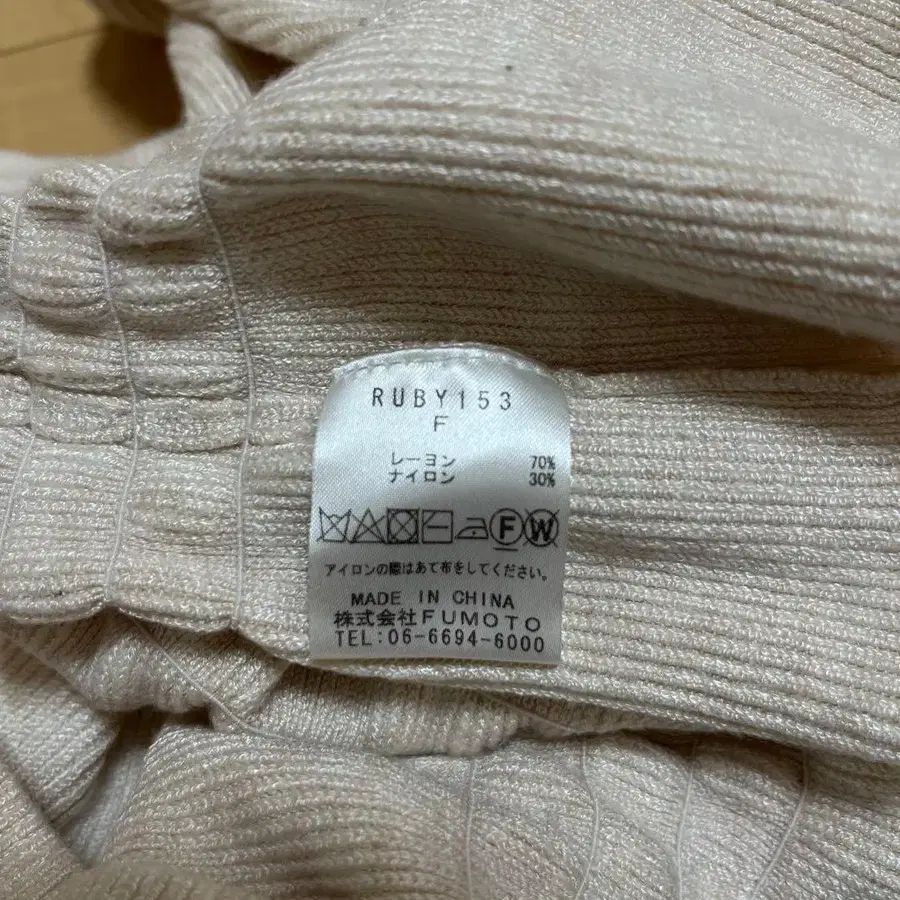 RUBY153
F
レーヨン 70%
ナイロン 30%
F W
アイロンの際はあて布をしてください。
MADE IN CHINA
株式会社FUMOTO
TEL:06-6694-6000